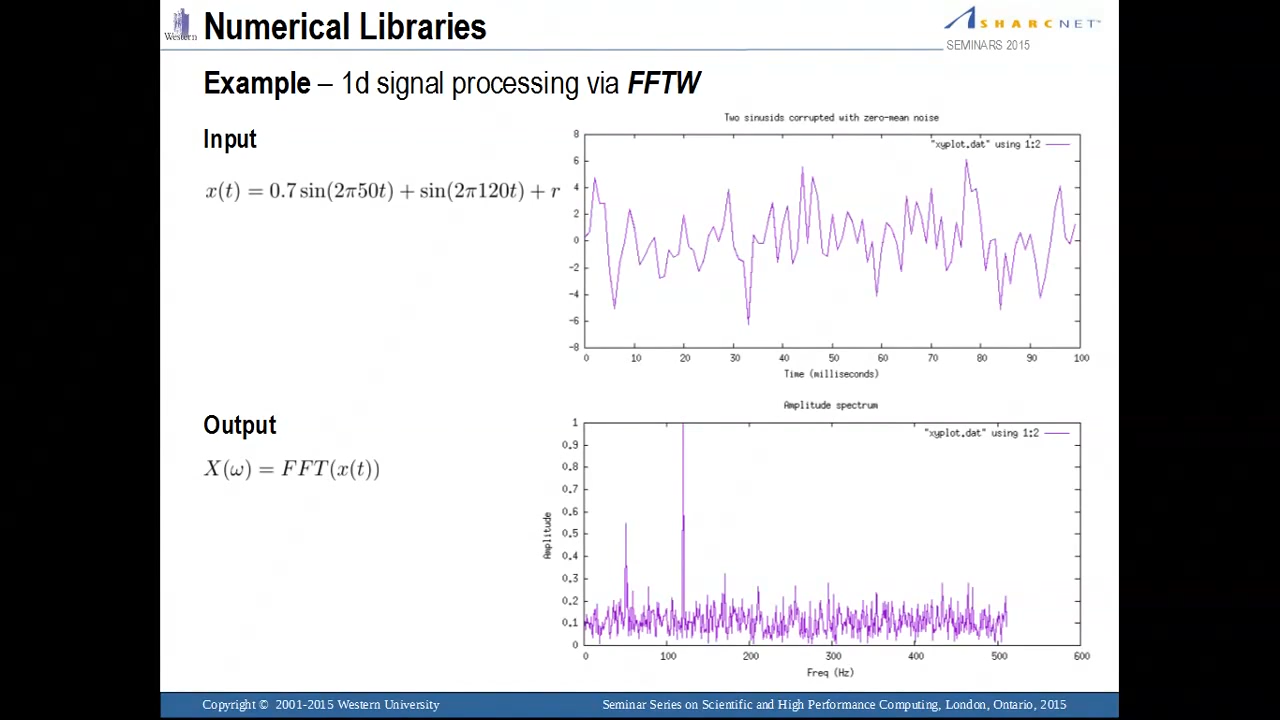 Numerical Libraries
Western
SHARCNET™
SEMINARS 2015
Example – 1d signal processing via FFTW
Input
x(t) = 0.7 sin(2π50t) + sin(2π120t) + r
Two sinusids corrupted with zero-mean noise
"xyplot.dat" using 1:2
8
6
4
2
0
-2
-4
-6
-8
0 10 20 30 40 50 60 70 80 90 100
Time (milliseconds)
Output
X(ω) = FFT(x(t))
Amplitude spectrum
"xyplot.dat" using 1:2
Amplitude
1
0.9
0.8
0.7
0.6
0.5
0.4
0.3
0.2
0.1
0
0 100 200 300 400 500 600
Freq (Hz)
Copyright © 2001-2015 Western University
Seminar Series on Scientific and High Performance Computing, London, Ontario, 2015